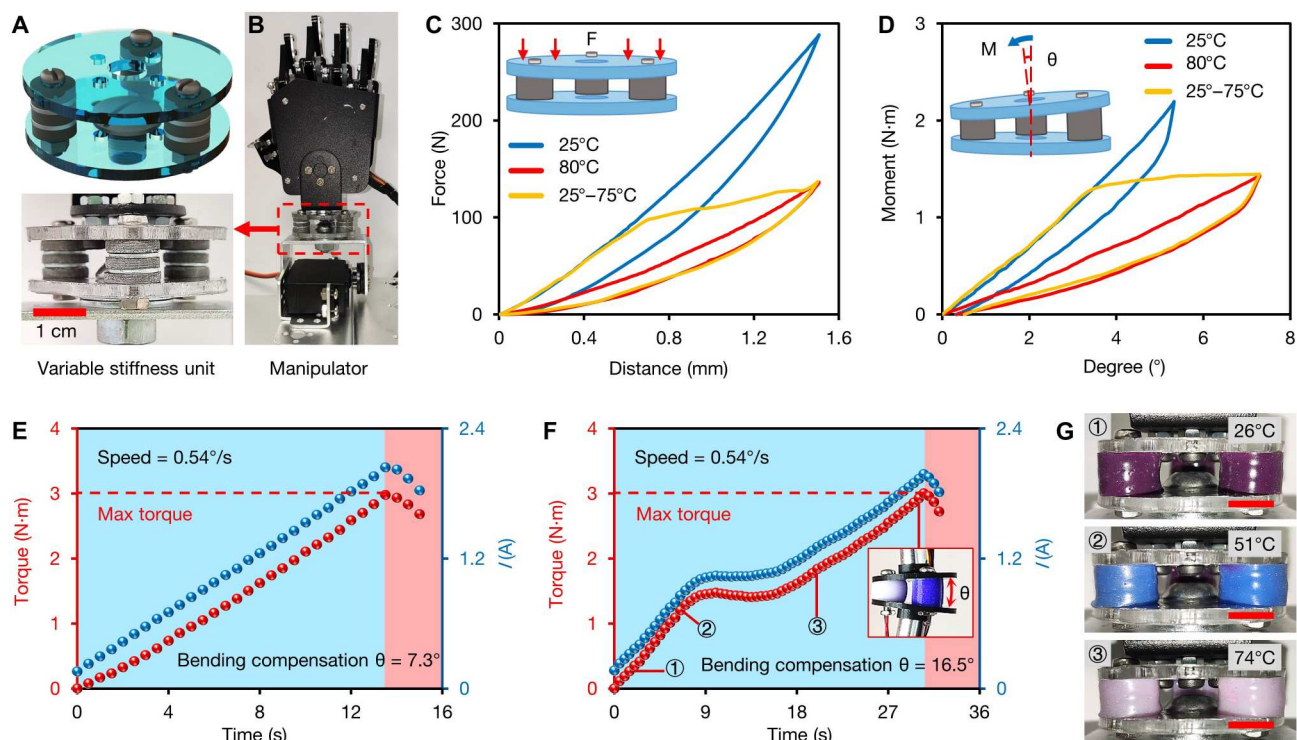 A
B
1 cm
Variable stiffness unit
Manipulator
C
300
200
100
0
Force (N)
F
25°C
80°C
25°–75°C
0
0.4
0.8
1.2
1.6
Distance (mm)
D
3
2
1
0
Moment (N·m)
M
θ
25°C
80°C
25°–75°C
0
2
4
6
8
Degree (°)
E
4
3
2
1
0
Torque (N·m)
Speed = 0.54°/s
Max torque
Bending compensation θ = 7.3°
2.4
1.2
0
I (A)
0
4
8
12
16
Time (s)
F
4
3
2
1
0
Torque (N·m)
Speed = 0.54°/s
Max torque
θ
①
②
③
Bending compensation θ = 16.5°
2.4
1.2
0
I (A)
0
9
18
27
36
Time (s)
G
①
26°C
②
51°C
③
74°C